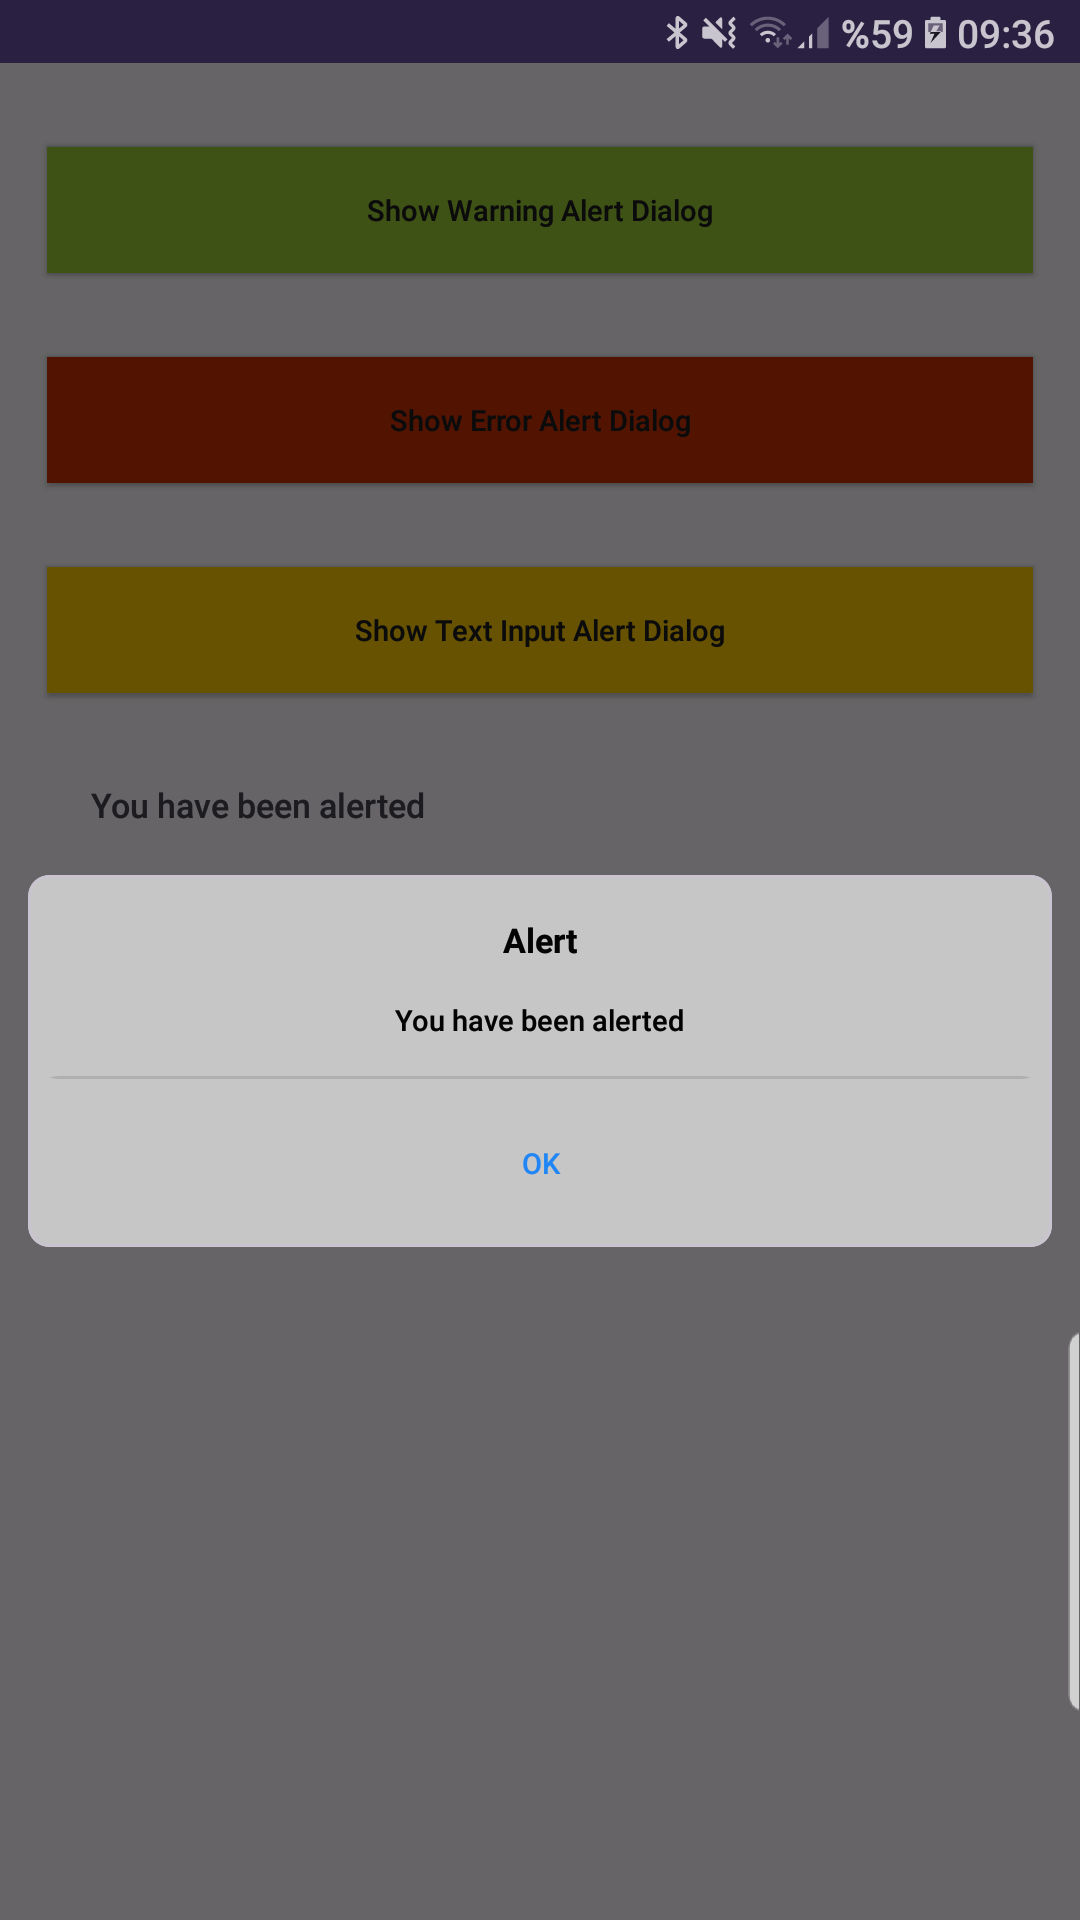 %59 09:36
Show Warning Alert Dialog
Show Error Alert Dialog
Show Text Input Alert Dialog
You have been alerted
Alert
You have been alerted
OK